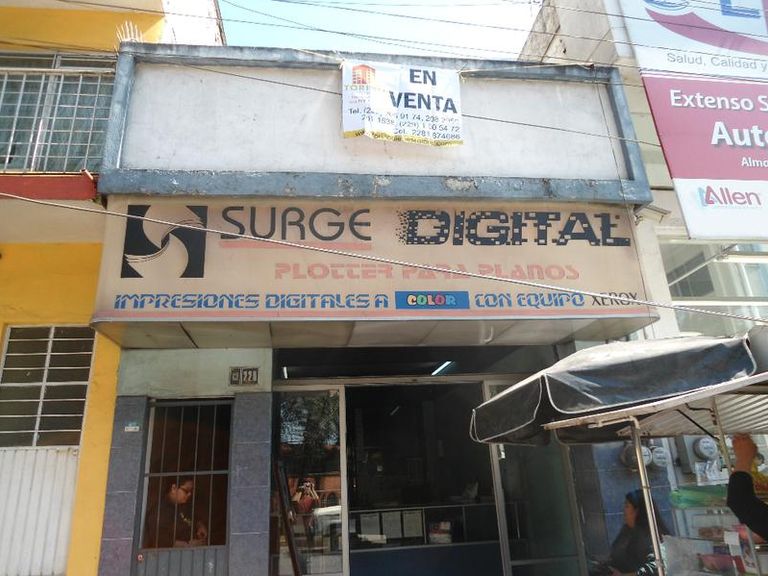 EN
VENTA
SURGE DIGITAL
PLOTTER PARA PLANOS
IMPRESIONES DIGITALES A COLOR CON EQUIPO XEROX
Salud, Calidad y
Extenso S
Auto
Allen